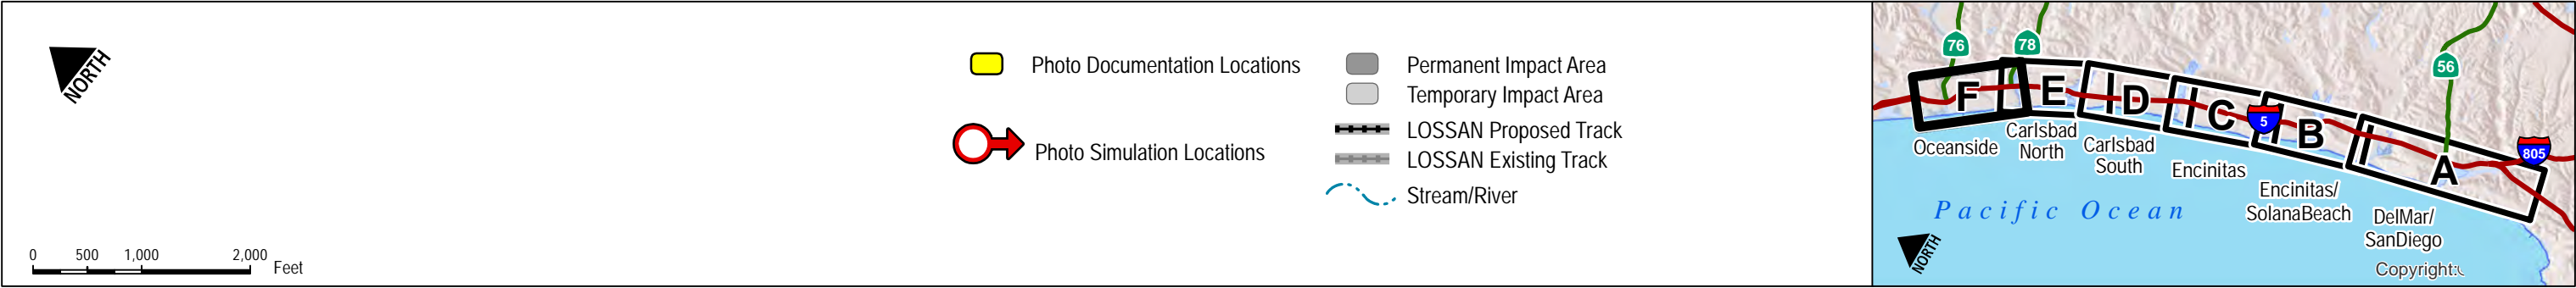 NORTH
0 500 1,000 2,000
Feet
Photo Documentation Locations
Photo Simulation Locations
Permanent Impact Area
Temporary Impact Area
LOSSAN Proposed Track
LOSSAN Existing Track
Stream/River
76
78
56
5
805
F
E
D
C
B
A
Oceanside
Carlsbad
North
Carlsbad
South
Encinitas
Encinitas/
SolanaBeach
DelMar/
SanDiego
Pacific Ocean
NORTH
Copyright: